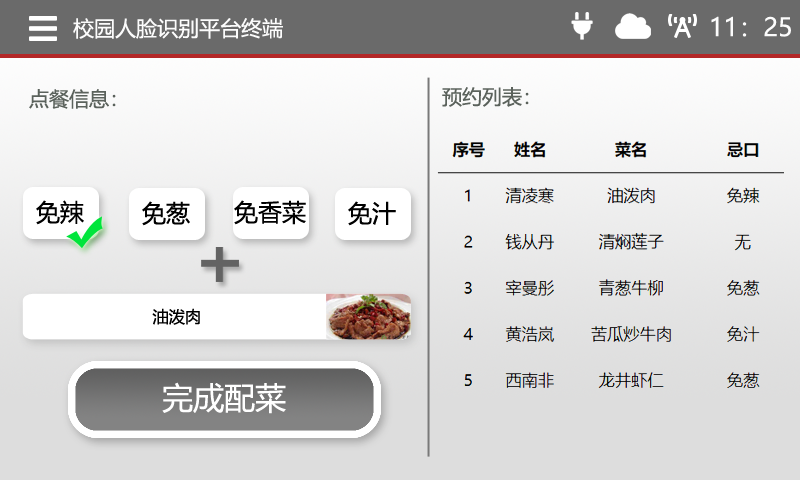 校园人脸识别平台终端
11：25
点餐信息：
免辣 免葱 免香菜 免汁
油泼肉
完成配菜
预约列表：
序号 姓名 菜名 忌口
1 清凌寒 油泼肉 免辣
2 钱从丹 清焖莲子 无
3 宰曼彤 青葱牛柳 免葱
4 黄浩岚 苦瓜炒牛肉 免汁
5 西南非 龙井虾仁 免葱